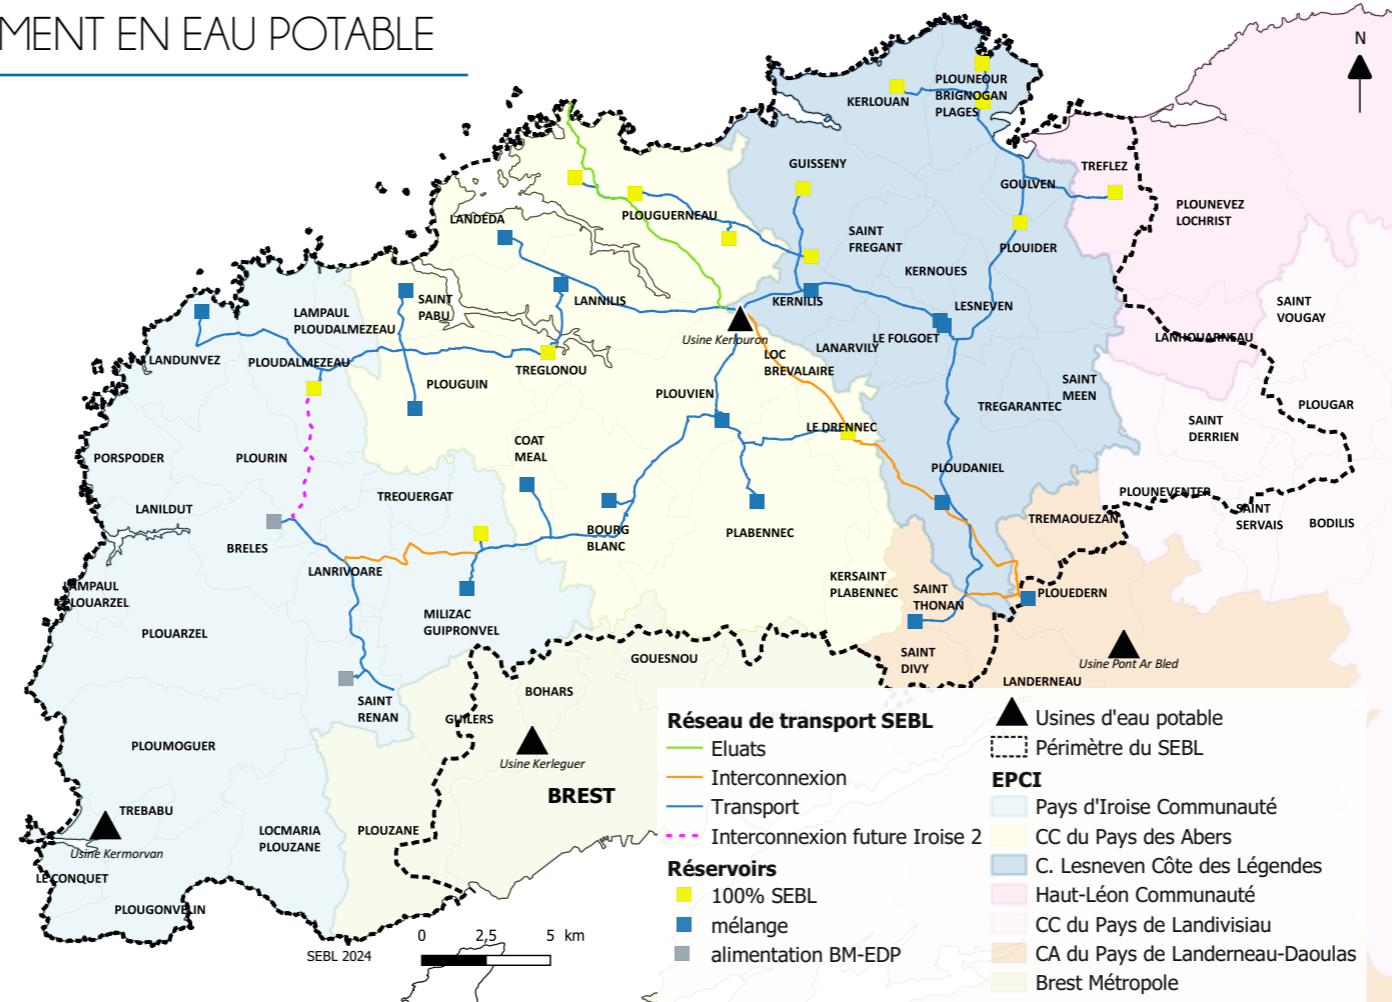 MENT EN EAU POTABLE
N
PLOUNEOUR
BRIGNOGAN
PLAGES
KERLOUAN
GUISSENY
TREFLEZ
GOULVEN
PLOUNEVEZ
LOCHRIST
LANDEDA
PLOUGUERNEAU
SAINT
FREGANT
PLOUIDER
KERNOUES
LANNILIS
KERNILIS
LESNEVEN
SAINT
VOUGAY
SAINT
PABU
LAMPAUL
PLOUDALMEZEAU
Usine Kerlouron
LE FOLGOET
LANARVILY
LANHOUARNEAU
LANDUNVEZ
PLOUDALMEZEAU
TREGLONOU
LOC
BREVALAIRE
PLOUGUIN
PLOUVIEN
SAINT
MEEN
TREGARANTEC
PLOUGAR
SAINT
DERRIEN
LE DRENNEC
COAT
MEAL
PORSPODER
PLOURIN
PLOUDANIEL
TREOUERGAT
PLOUNEVENTER
LANILDUT
SAINT
SERVAIS
BODILIS
TREMAOUEZAN
BOURG
BLANC
PLABENNEC
BRELES
LANRIVOARE
KERSAINT
PLABENNEC
SAINT
THONAN
PLOUEDERN
LAMPAUL
PLOUARZEL
MILIZAC
GUIPRONVEL
PLOUARZEL
GOUESNOU
SAINT
DIVY
Usine Pont Ar Bled
LANDERNEAU
BOHARS
SAINT
RENAN
GUILERS
PLOUMOGUER
Usine Kerleguer
BREST
TREBABU
LOCMARIA
PLOUZANE
PLOUZANE
Usine Kermorvan
LE CONQUET
PLOUGONVELIN
SEBL 2024
0 2,5 5 km
Réseau de transport SEBL
Eluats
Interconnexion
Transport
Interconnexion future Iroise 2
Réservoirs
100% SEBL
mélange
alimentation BM-EDP
Usines d'eau potable
Périmètre du SEBL
EPCI
Pays d'Iroise Communauté
CC du Pays des Abers
C. Lesneven Côte des Légendes
Haut-Léon Communauté
CC du Pays de Landivisiau
CA du Pays de Landerneau-Daoulas
Brest Métropole